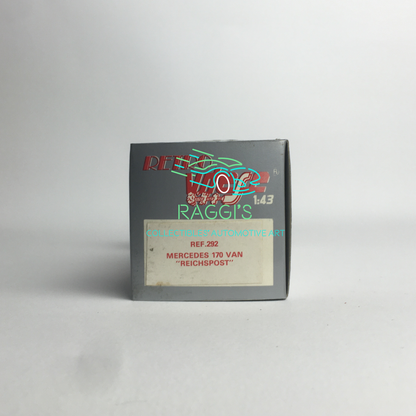 RETRO
1:43
RAGGI'S
REF.292
MERCEDES 170 VAN
"REICHSPOST"